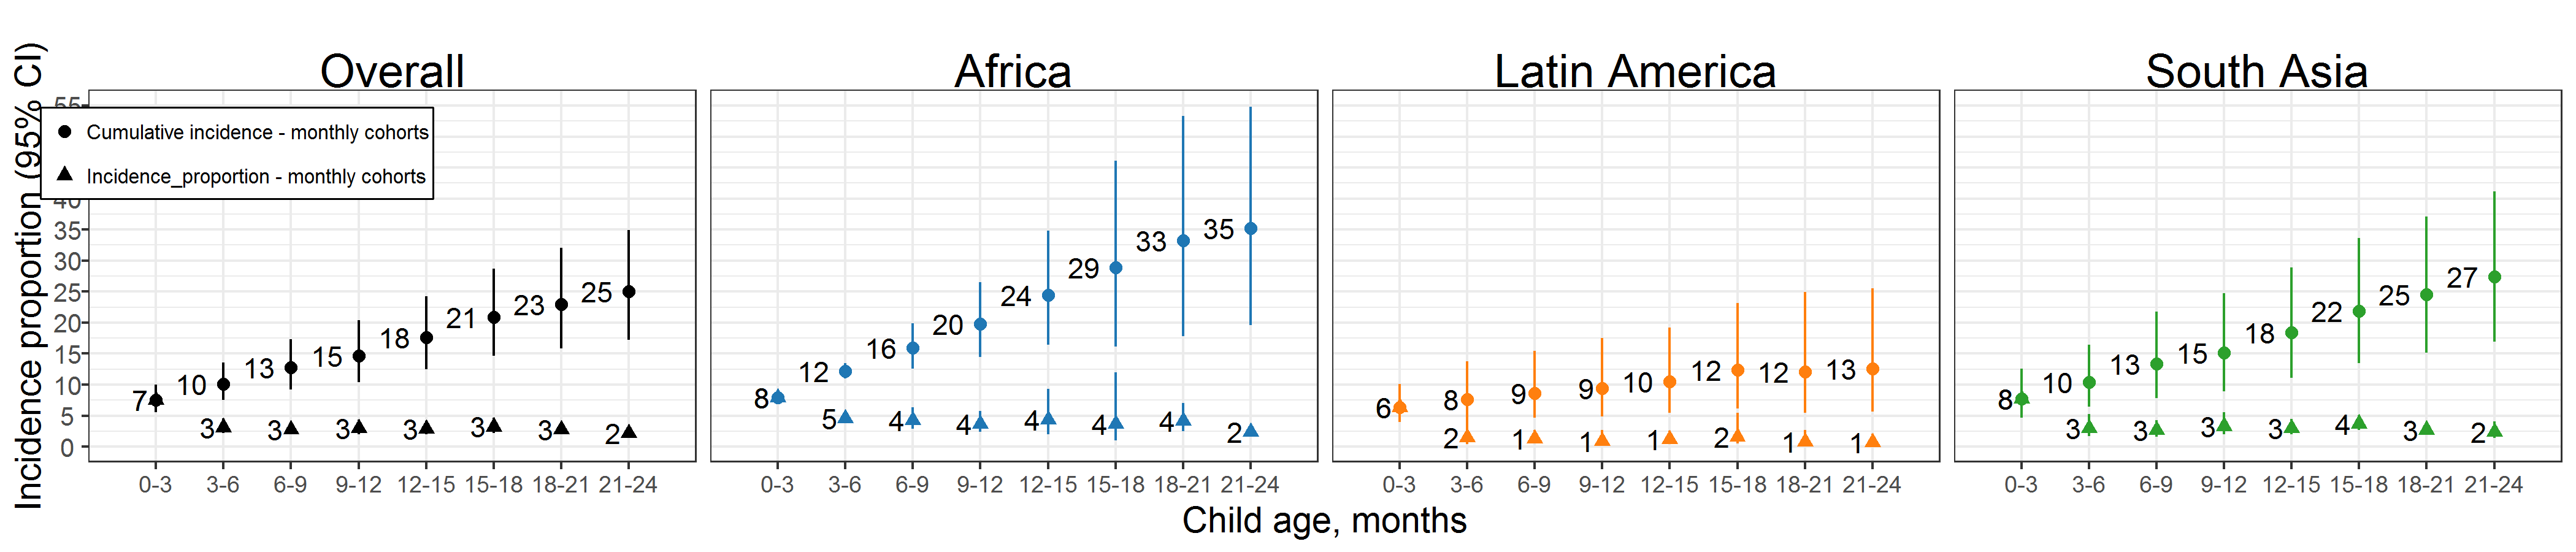 Overall
Africa
Latin America
South Asia
Incidence proportion (95% CI)
Cumulative incidence - monthly cohorts
Incidence_proportion - monthly cohorts
55
40
35
30
25
20
15
10
5
0
7 10 13 15 18 21 23 25
3 3 3 3 3 3 2
8 12 16 20 24 29 33 35
5 4 4 4 4 4 2
6 8 9 9 10 12 12 13
2 1 1 1 2 1 1
8 10 13 15 18 22 25 27
3 3 3 3 4 3 2
0-3 3-6 6-9 9-12 12-15 15-18 18-21 21-24
0-3 3-6 6-9 9-12 12-15 15-18 18-21 21-24
0-3 3-6 6-9 9-12 12-15 15-18 18-21 21-24
0-3 3-6 6-9 9-12 12-15 15-18 18-21 21-24
Child age, months